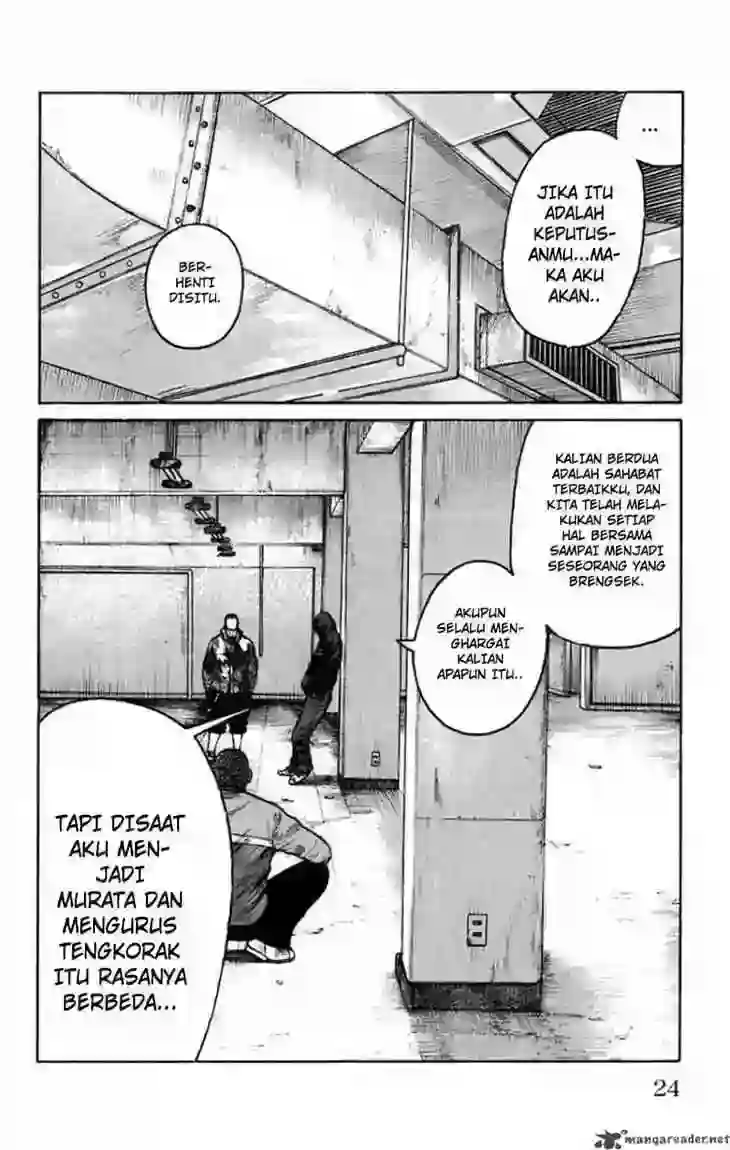 ...
JIKA ITU
ADALAH
KEPUTUS-
ANMU...MA-
KA AKU
AKAN..
BER-
HENTI
DISITU.
KALIAN BERDUA
ADALAH SAHABAT
TERBAIKKU, DAN
KITA TELAH MELA-
KUKAN SETIAP
HAL BERSAMA
SAMPAI MENJADI
SESEORANG YANG
BRENGSEK.
AKUPUN
SELALU MEN-
GHARGAI
KALIAN
APAPUN ITU..
TAPI DISAAT
AKU MEN-
JADI
MURATA DAN
MENGURUS
TENGKORAK
ITU RASANYA
BERBEDA...
24
mangareader.net